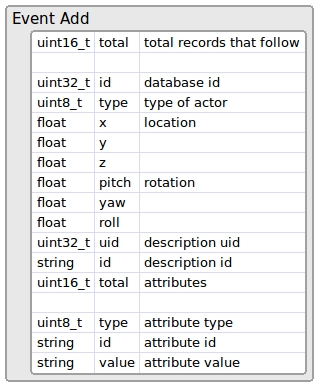 Event Add
uint16_t total total records that follow
uint32_t id database id
uint8_t type type of actor
float x location
float y
float z
float pitch rotation
float yaw
float roll
uint32_t uid description uid
string id description id
uint16_t total attributes
uint8_t type attribute type
string id attribute id
string value attribute value